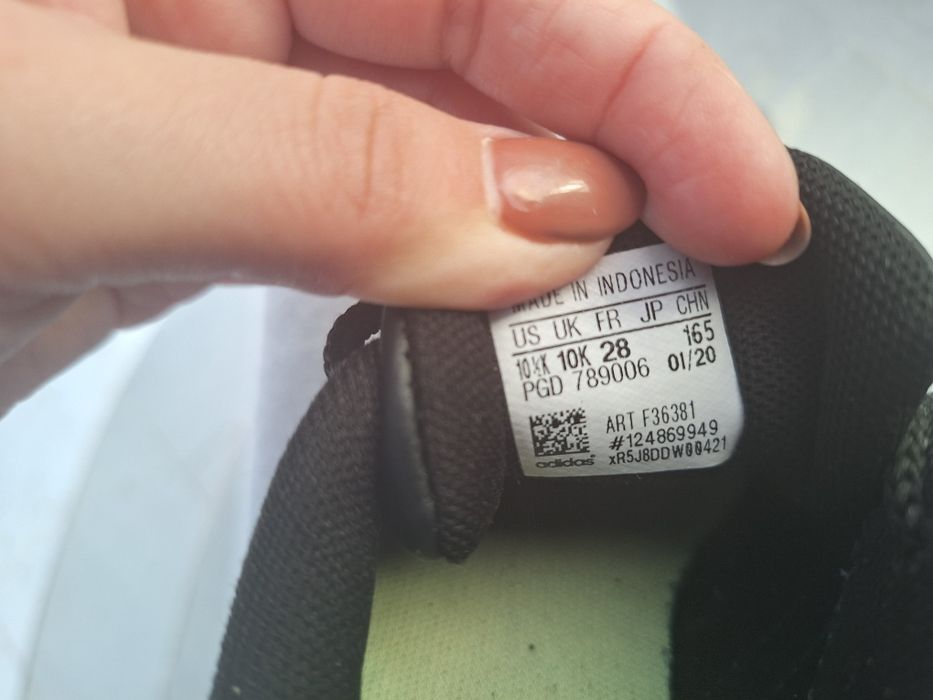 MADE IN INDONESIA
US UK FR JP CHN
10½K 10K 28 165
PGD 789006 01/20
ART F36381
#124869949
adidas xR5J8DDW00421